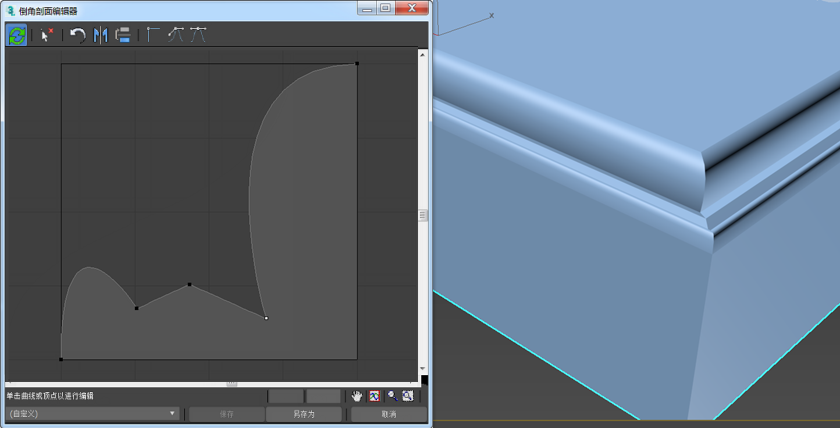 倒角剖面编辑器
x
单击曲线或顶点以进行编辑
(自定义)
保存
另存为
取消